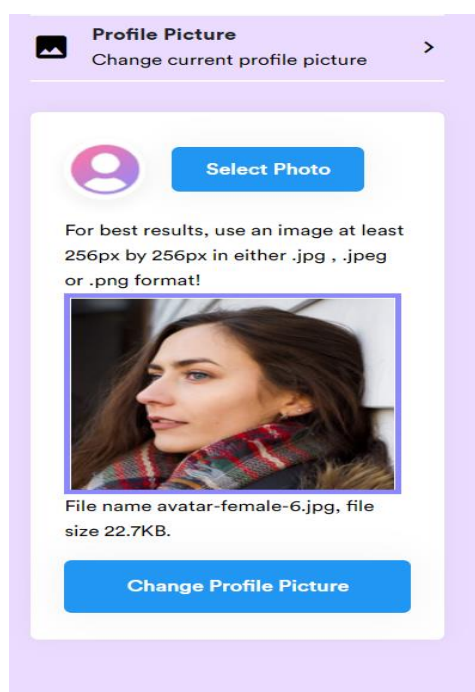 Profile Picture
Change current profile picture
Select Photo
For best results, use an image at least
256px by 256px in either .jpg , .jpeg
or .png format!
File name avatar-female-6.jpg, file
size 22.7KB.
Change Profile Picture